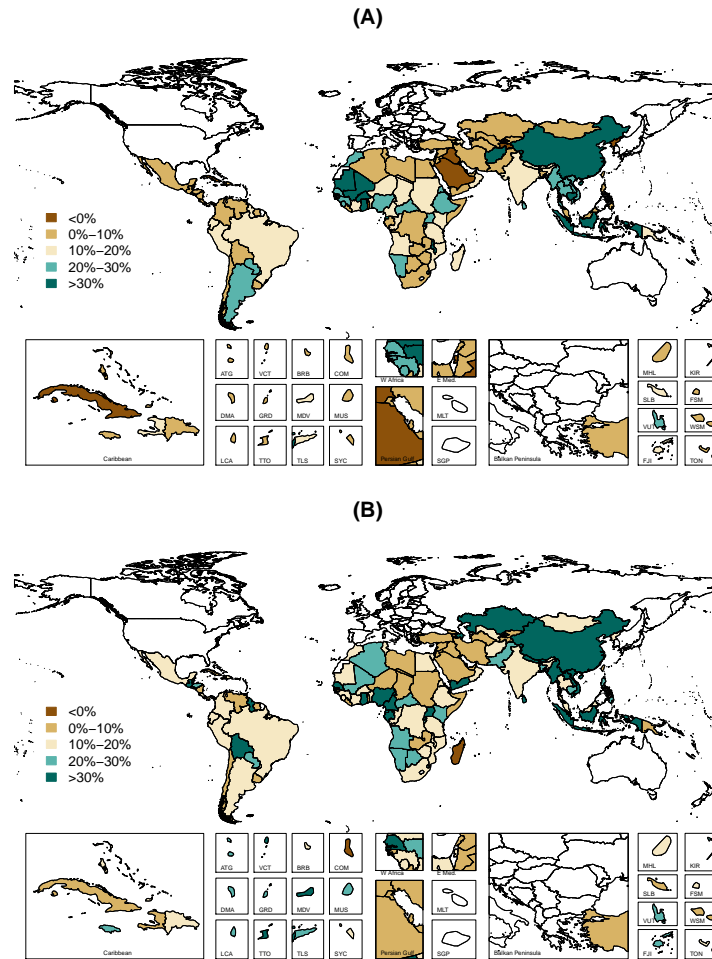 (A)
<0%
0%–10%
10%–20%
20%–30%
>30%
Caribbean
ATG
VCT
BRB
COM
DMA
GRD
MDV
MUS
LCA
TTO
TLS
SYC
W Africa
E Med.
Persian Gulf
MLT
SGP
Balkan Peninsula
MHL
KIR
SLB
FSM
VUT
WSM
FJI
TON
(B)
<0%
0%–10%
10%–20%
20%–30%
>30%
Caribbean
ATG
VCT
BRB
COM
DMA
GRD
MDV
MUS
LCA
TTO
TLS
SYC
W Africa
E Med.
Persian Gulf
MLT
SGP
Balkan Peninsula
MHL
KIR
SLB
FSM
VUT
WSM
FJI
TON